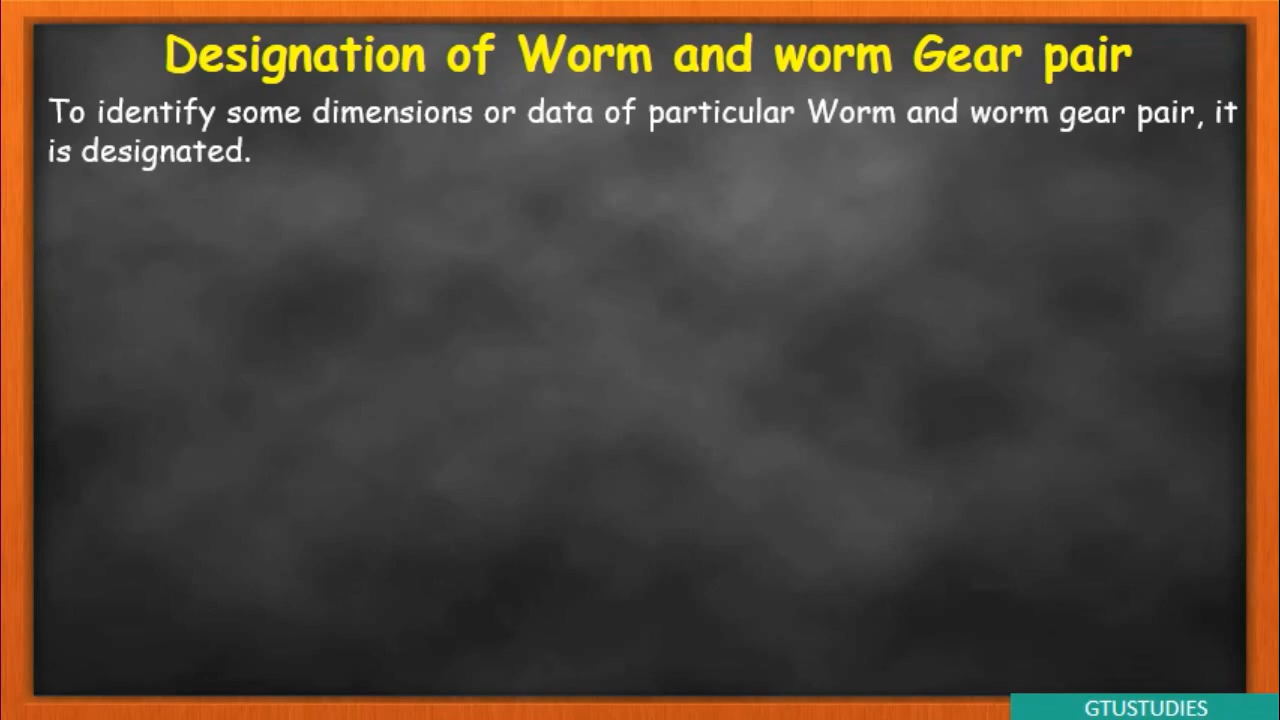 Designation of Worm and worm Gear pair
To identify some dimensions or data of particular Worm and worm gear pair, it
is designated.
GTUSTUDIES